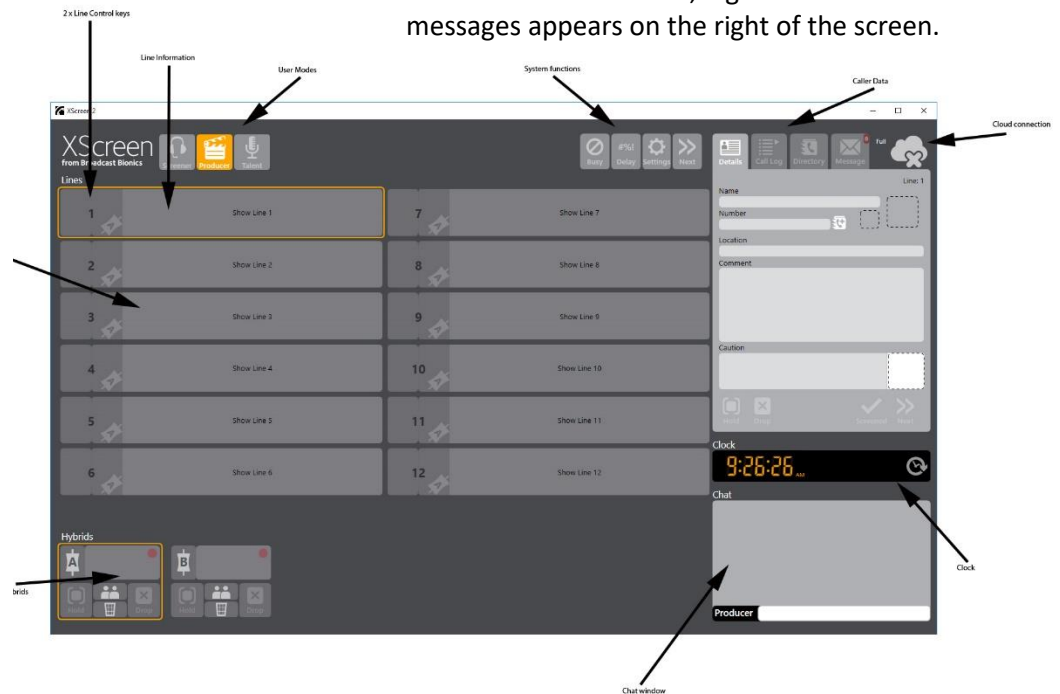 messages appears on the right of the screen.
2 x Line Control keys
Line Information
User Modes
System functions
Caller Data
Cloud connection
XScreen 2
XScreen
from Broadcast Bionics
Screener
Producer
Talent
Busy
#%!
Delay
Settings
Next
Details
Call Log
Directory
Message
Full
Lines
Line: 1
1 Show Line 1
2 Show Line 2
3 Show Line 3
4 Show Line 4
5 Show Line 5
6 Show Line 6
7 Show Line 7
8 Show Line 8
9 Show Line 9
10 Show Line 10
11 Show Line 11
12 Show Line 12
Name
Number
Location
Comment
Caution
Hold
Drop
Screened
Next
Clock
9:26:26 AM
Chat
Hybrids
A
Hold
Drop
B
Hold
Drop
brids
Producer
Clock
Chat window